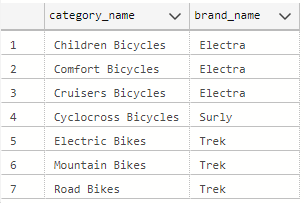 category_name brand_name
1 Children Bicycles Electra
2 Comfort Bicycles Electra
3 Cruisers Bicycles Electra
4 Cyclocross Bicycles Surly
5 Electric Bikes Trek
6 Mountain Bikes Trek
7 Road Bikes Trek